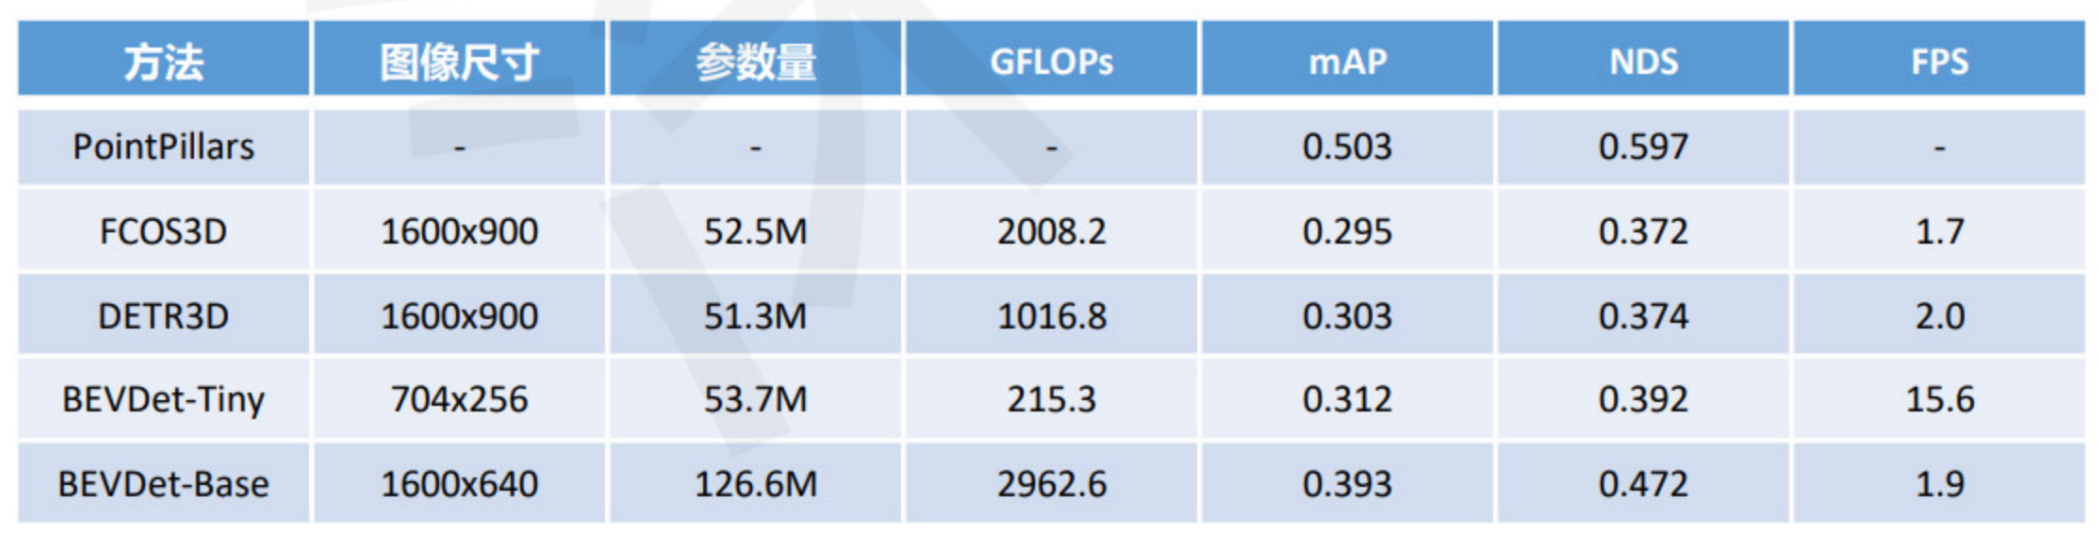 方法 图像尺寸 参数量 GFLOPs mAP NDS FPS
PointPillars - - - 0.503 0.597 -
FCOS3D 1600x900 52.5M 2008.2 0.295 0.372 1.7
DETR3D 1600x900 51.3M 1016.8 0.303 0.374 2.0
BEVDet-Tiny 704x256 53.7M 215.3 0.312 0.392 15.6
BEVDet-Base 1600x640 126.6M 2962.6 0.393 0.472 1.9